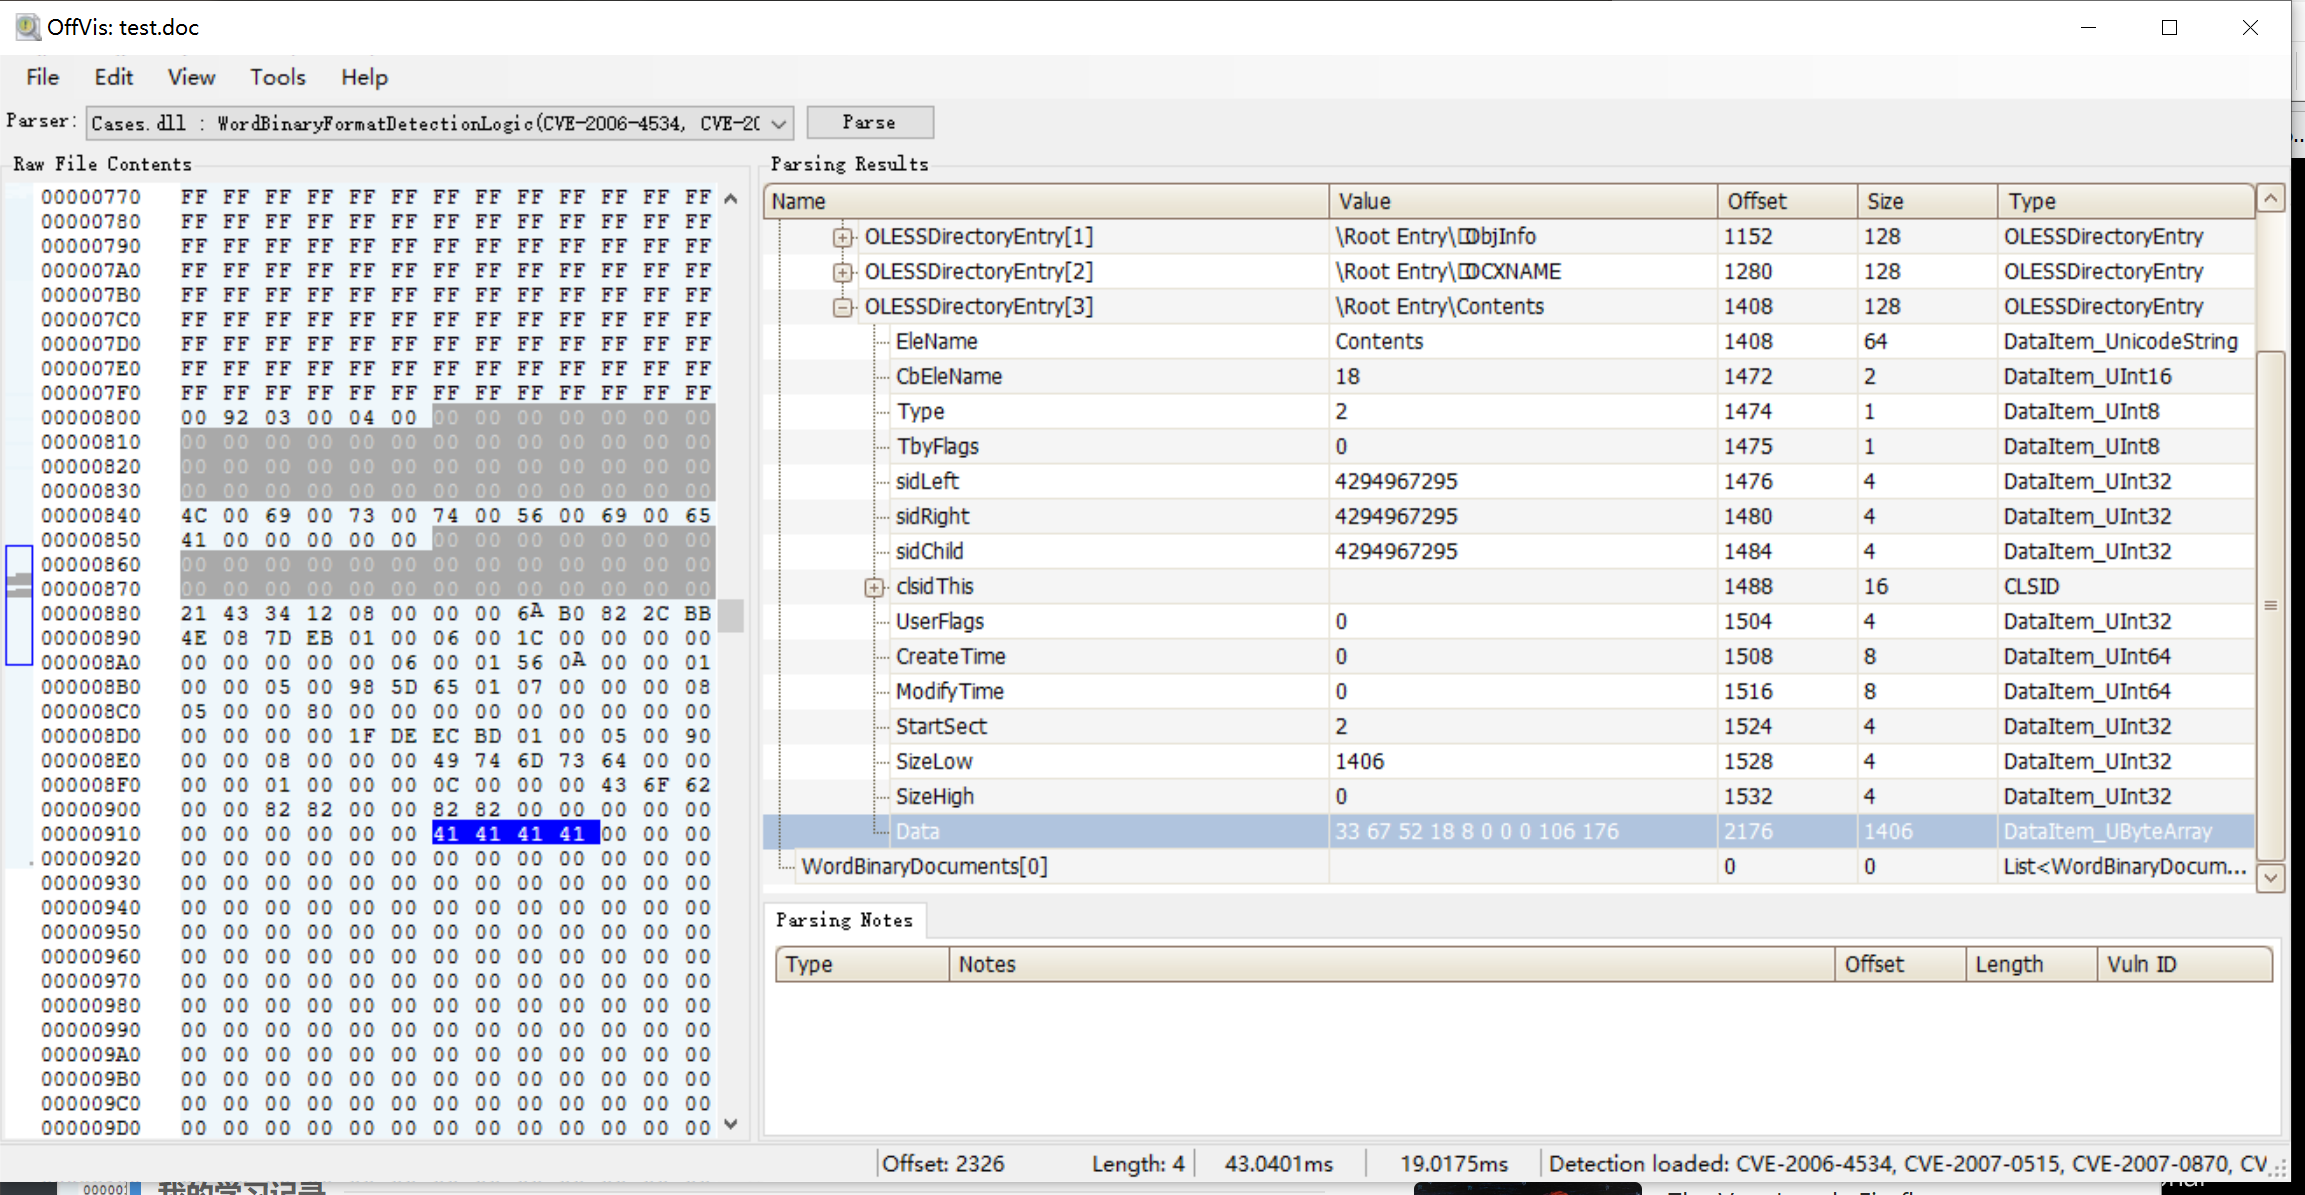 OffVis: test.doc
File Edit View Tools Help
Parser: Cases.dll : WordBinaryFormatDetectionLogic(CVE-2006-4534, CVE-20 Parse
Raw File Contents
00000770 FF FF FF FF FF FF FF FF FF FF FF FF FF
00000780 FF FF FF FF FF FF FF FF FF FF FF FF FF
00000790 FF FF FF FF FF FF FF FF FF FF FF FF FF
000007A0 FF FF FF FF FF FF FF FF FF FF FF FF FF
000007B0 FF FF FF FF FF FF FF FF FF FF FF FF FF
000007C0 FF FF FF FF FF FF FF FF FF FF FF FF FF
000007D0 FF FF FF FF FF FF FF FF FF FF FF FF FF
000007E0 FF FF FF FF FF FF FF FF FF FF FF FF FF
000007F0 FF FF FF FF FF FF FF FF FF FF FF FF FF
00000800 00 92 03 00 04 00 00 00 00 00 00 00 00
00000810 00 00 00 00 00 00 00 00 00 00 00 00 00
00000820 00 00 00 00 00 00 00 00 00 00 00 00 00
00000830 00 00 00 00 00 00 00 00 00 00 00 00 00
00000840 4C 00 69 00 73 00 74 00 56 00 69 00 65
00000850 41 00 00 00 00 00 00 00 00 00 00 00 00
00000860 00 00 00 00 00 00 00 00 00 00 00 00 00
00000870 00 00 00 00 00 00 00 00 00 00 00 00 00
00000880 21 43 34 12 08 00 00 00 6A B0 82 2C BB
00000890 4E 08 7D EB 01 00 06 00 1C 00 00 00 00
000008A0 00 00 00 00 00 06 00 01 56 0A 00 00 01
000008B0 00 00 05 00 98 5D 65 01 07 00 00 00 08
000008C0 05 00 00 80 00 00 00 00 00 00 00 00 00
000008D0 00 00 00 00 1F DE EC BD 01 00 05 00 90
000008E0 00 00 08 00 00 00 49 74 6D 73 64 00 00
000008F0 00 00 01 00 00 00 0C 00 00 00 43 6F 62
00000900 00 00 82 82 00 00 82 82 00 00 00 00 00
00000910 00 00 00 00 00 00 41 41 41 41 00 00 00
00000920 00 00 00 00 00 00 00 00 00 00 00 00 00
00000930 00 00 00 00 00 00 00 00 00 00 00 00 00
00000940 00 00 00 00 00 00 00 00 00 00 00 00 00
00000950 00 00 00 00 00 00 00 00 00 00 00 00 00
00000960 00 00 00 00 00 00 00 00 00 00 00 00 00
00000970 00 00 00 00 00 00 00 00 00 00 00 00 00
00000980 00 00 00 00 00 00 00 00 00 00 00 00 00
00000990 00 00 00 00 00 00 00 00 00 00 00 00 00
000009A0 00 00 00 00 00 00 00 00 00 00 00 00 00
000009B0 00 00 00 00 00 00 00 00 00 00 00 00 00
000009C0 00 00 00 00 00 00 00 00 00 00 00 00 00
000009D0 00 00 00 00 00 00 00 00 00 00 00 00 00
Parsing Results
Name Value Offset Size Type
OLESSDirectoryEntry[1] \Root Entry\□ObjInfo 1152 128 OLESSDirectoryEntry
OLESSDirectoryEntry[2] \Root Entry\□OCXNAME 1280 128 OLESSDirectoryEntry
OLESSDirectoryEntry[3] \Root Entry\Contents 1408 128 OLESSDirectoryEntry
EleName Contents 1408 64 DataItem_UnicodeString
CbEleName 18 1472 2 DataItem_UInt16
Type 2 1474 1 DataItem_UInt8
TbyFlags 0 1475 1 DataItem_UInt8
sidLeft 4294967295 1476 4 DataItem_UInt32
sidRight 4294967295 1480 4 DataItem_UInt32
sidChild 4294967295 1484 4 DataItem_UInt32
clsidThis 1488 16 CLSID
UserFlags 0 1504 4 DataItem_UInt32
CreateTime 0 1508 8 DataItem_UInt64
ModifyTime 0 1516 8 DataItem_UInt64
StartSect 2 1524 4 DataItem_UInt32
SizeLow 1406 1528 4 DataItem_UInt32
SizeHigh 0 1532 4 DataItem_UInt32
Data 33 67 52 18 8 0 0 0 106 176 2176 1406 DataItem_UByteArray
WordBinaryDocuments[0] 0 0 List<WordBinaryDocum...
Parsing Notes
Type Notes Offset Length Vuln ID
Offset: 2326 Length: 4 43.0401ms 19.0175ms Detection loaded: CVE-2006-4534, CVE-2007-0515, CVE-2007-0870, CV